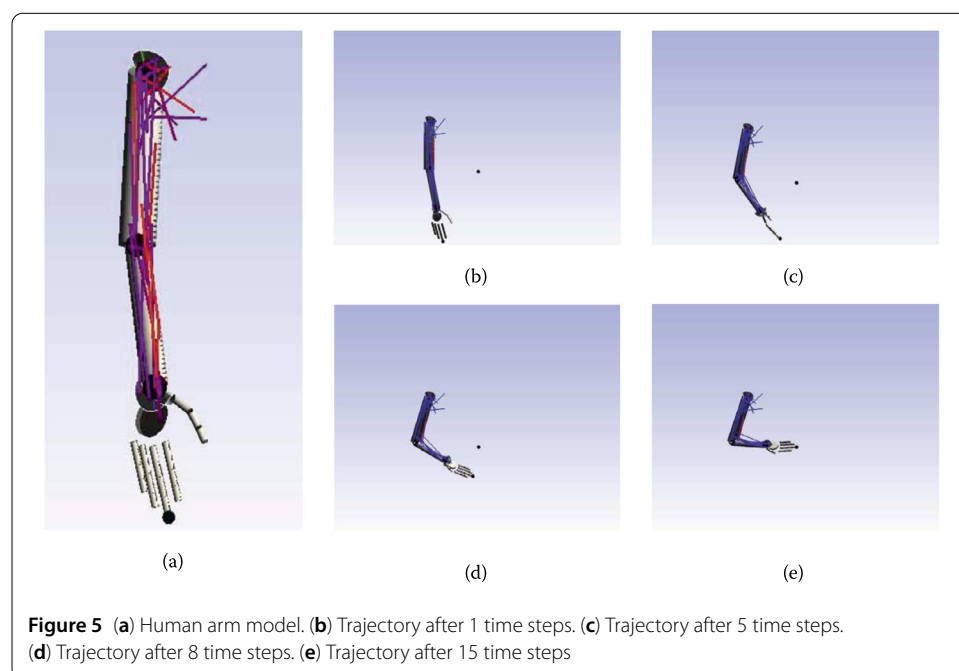 (a)
(b)
(c)
(d)
(e)
Figure 5 (a) Human arm model. (b) Trajectory after 1 time steps. (c) Trajectory after 5 time steps.
(d) Trajectory after 8 time steps. (e) Trajectory after 15 time steps